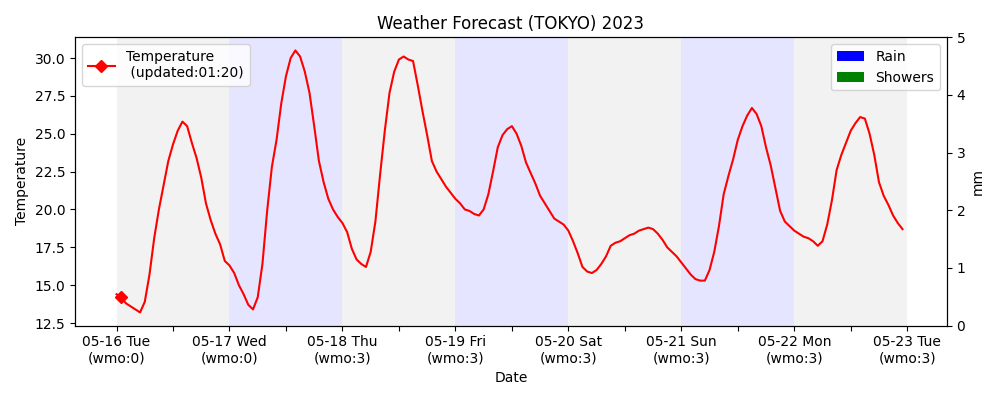 Weather Forecast (TOKYO) 2023
Temperature
(updated:01:20)
Rain
Showers
Temperature
30.0
27.5
25.0
22.5
20.0
17.5
15.0
12.5
5
4
3
2
1
0
mm
05-16 Tue 05-17 Wed 05-18 Thu 05-19 Fri 05-20 Sat 05-21 Sun 05-22 Mon 05-23 Tue
(wmo:0) (wmo:0) (wmo:3) (wmo:3) (wmo:3) (wmo:3) (wmo:3) (wmo:3)
Date